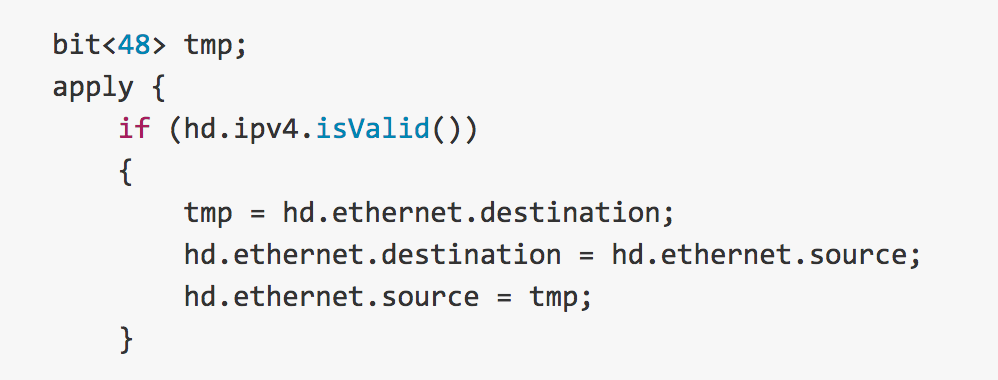 bit<48> tmp;
apply {
    if (hd.ipv4.isValid())
    {
        tmp = hd.ethernet.destination;
        hd.ethernet.destination = hd.ethernet.source;
        hd.ethernet.source = tmp;
    }